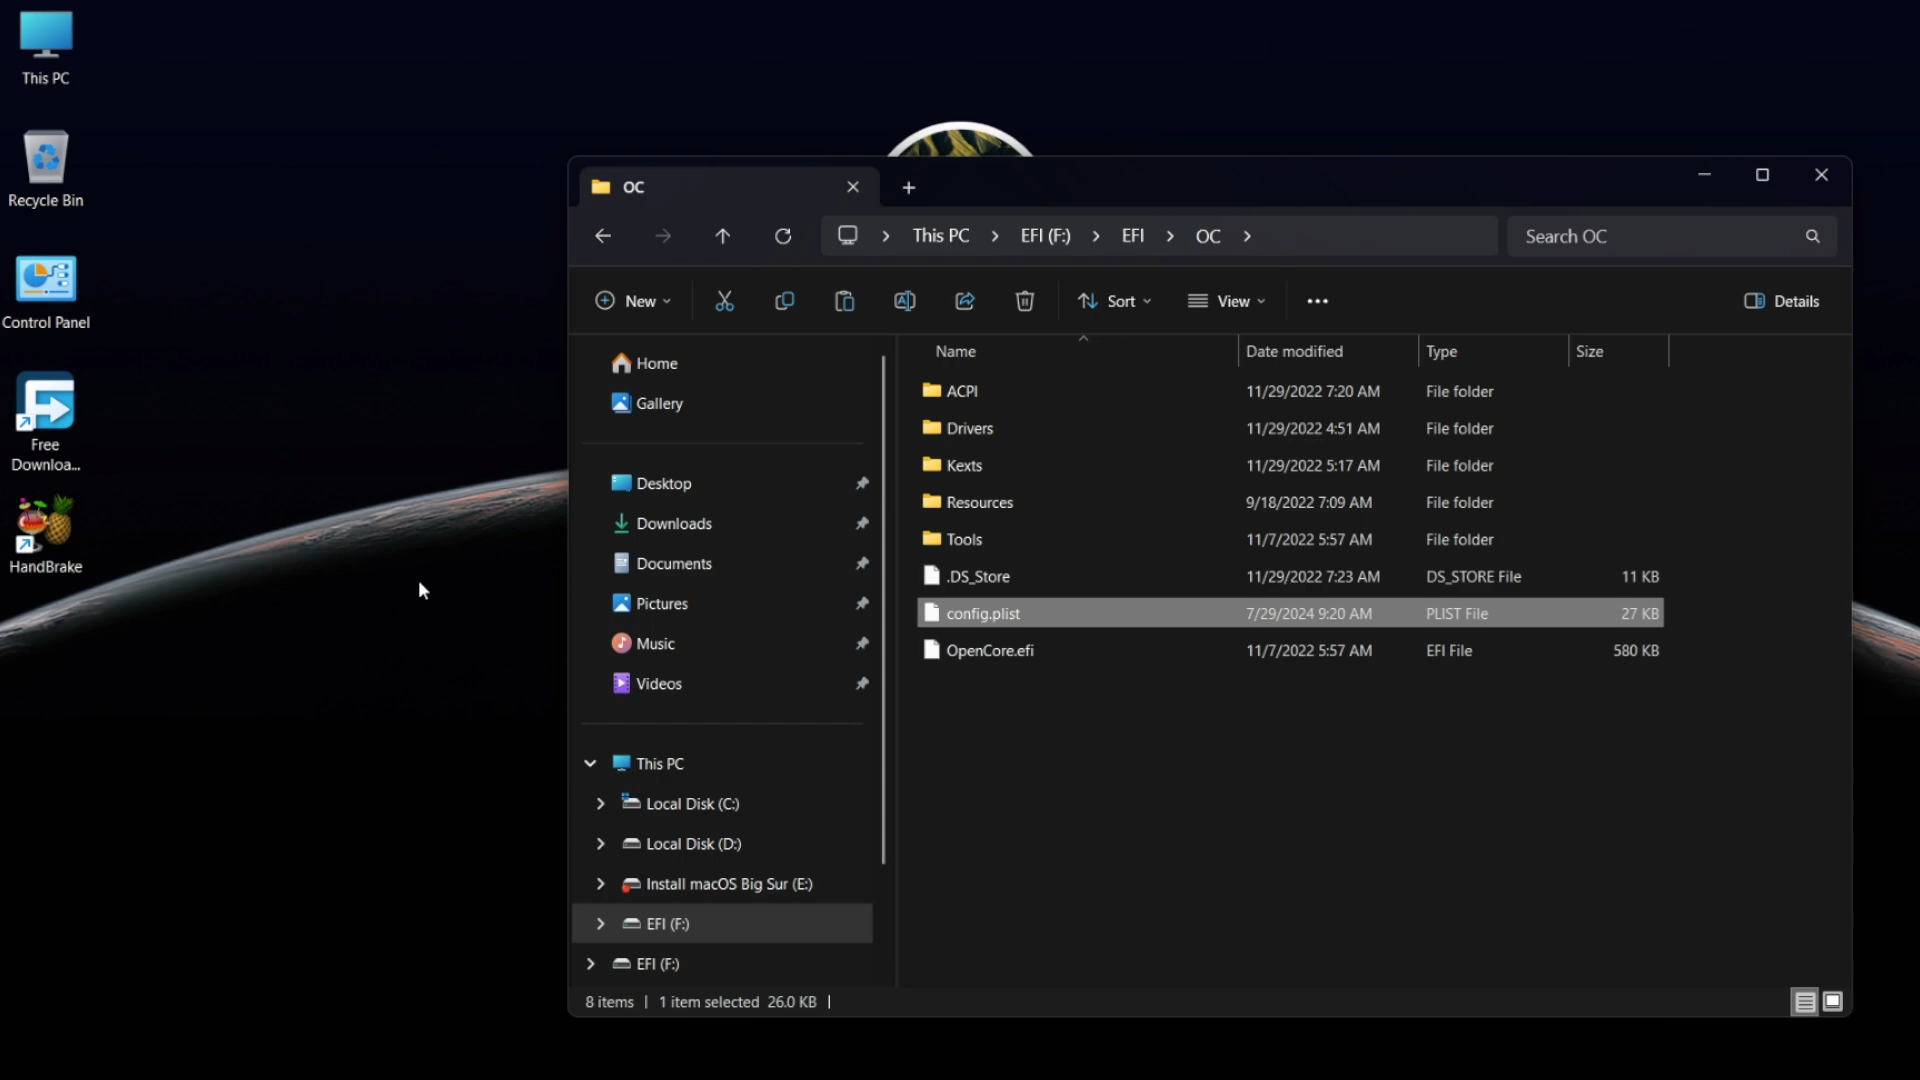 This PC
Recycle Bin
Control Panel
Free
Downloa...
HandBrake
OC
This PC
EFI (F:)
EFI
OC
Search OC
New
Sort
View
Details
Home
Gallery
Desktop
Downloads
Documents
Pictures
Music
Videos
This PC
Local Disk (C:)
Local Disk (D:)
Install macOS Big Sur (E:)
EFI (F:)
EFI (F:)
Name Date modified Type Size
ACPI 11/29/2022 7:20 AM File folder
Drivers 11/29/2022 4:51 AM File folder
Kexts 11/29/2022 5:17 AM File folder
Resources 9/18/2022 7:09 AM File folder
Tools 11/7/2022 5:57 AM File folder
.DS_Store 11/29/2022 7:23 AM DS_STORE File 11 KB
config.plist 7/29/2024 9:20 AM PLIST File 27 KB
OpenCore.efi 11/7/2022 5:57 AM EFI File 580 KB
8 items | 1 item selected 26.0 KB |